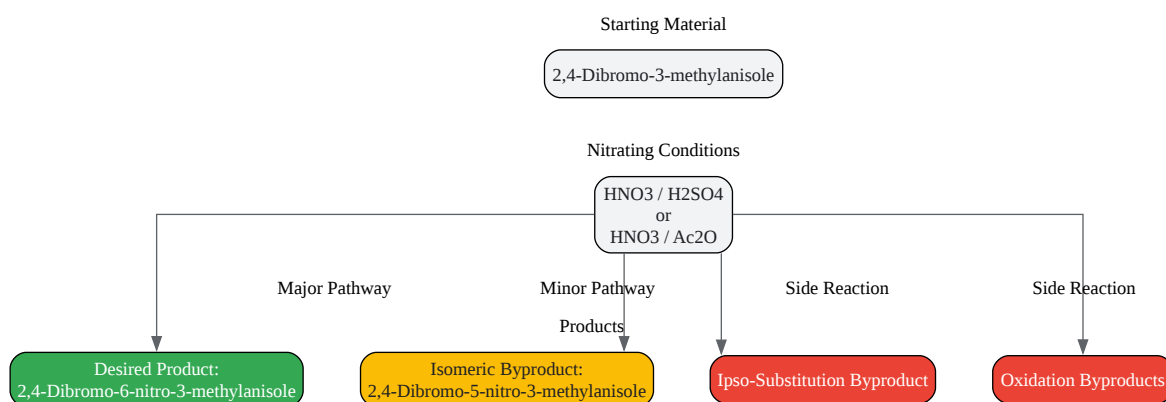 Starting Material
2,4-Dibromo-3-methylanisole
Nitrating Conditions
HNO3 / H2SO4
or
HNO3 / Ac2O
Major Pathway
Minor Pathway
Side Reaction
Side Reaction
Products
Desired Product:
2,4-Dibromo-6-nitro-3-methylanisole
Isomeric Byproduct:
2,4-Dibromo-5-nitro-3-methylanisole
Ipso-Substitution Byproduct
Oxidation Byproducts